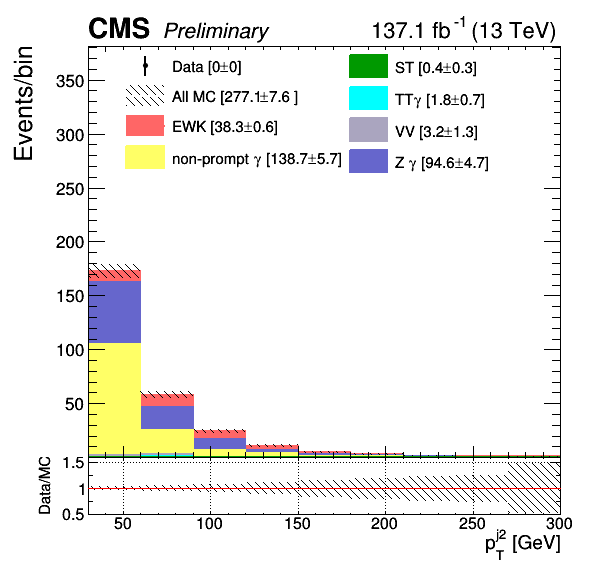 CMS Preliminary 137.1 fb⁻¹ (13 TeV)
Events/bin
Data [0±0]
All MC [277.1±7.6 ]
EWK [38.3±0.6]
non-prompt γ [138.7±5.7]
ST [0.4±0.3]
TTγ [1.8±0.7]
VV [3.2±1.3]
Z γ [94.6±4.7]
350
300
250
200
150
100
50
Data/MC
1.5
1
0.5
50 100 150 200 250 300
p_T^j2 [GeV]